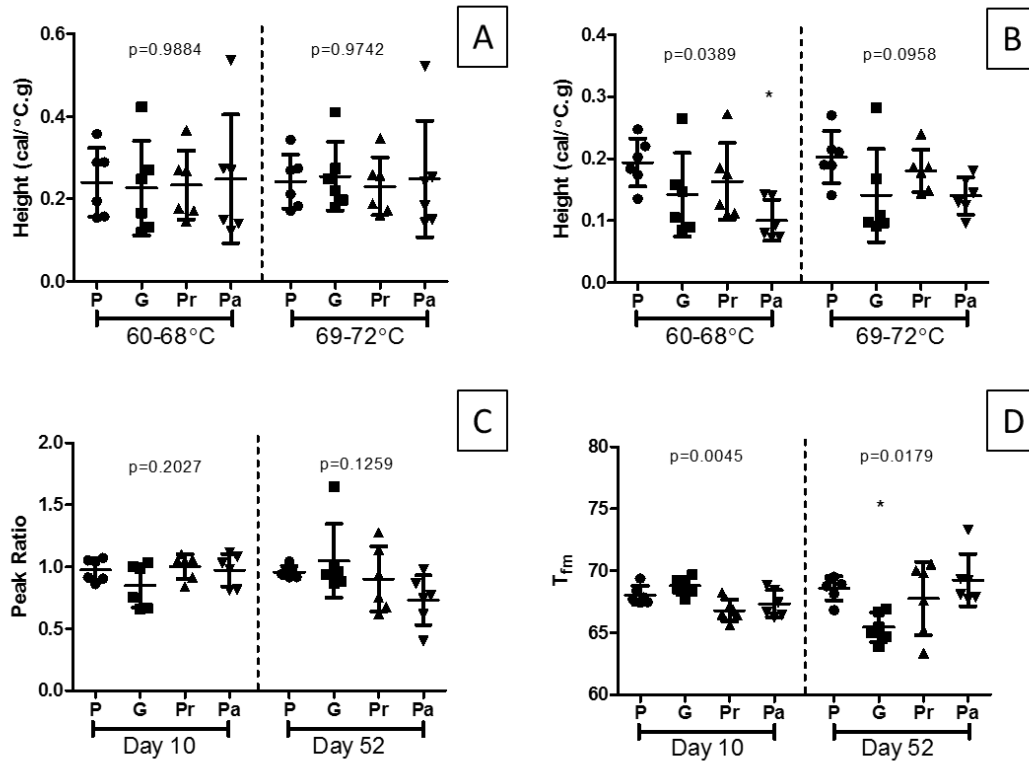 A
p=0.9884 p=0.9742
Height (cal/°C.g)
0.6
0.4
0.2
0.0
P G Pr Pa P G Pr Pa
60-68°C 69-72°C
B
p=0.0389 p=0.0958
Height (cal/°C.g)
0.4
0.3
0.2
0.1
0.0
*
P G Pr Pa P G Pr Pa
60-68°C 69-72°C
C
p=0.2027 p=0.1259
Peak Ratio
2.0
1.5
1.0
0.5
0.0
P G Pr Pa P G Pr Pa
Day 10 Day 52
D
p=0.0045 p=0.0179
Tfm
80
75
70
65
60
*
P G Pr Pa P G Pr Pa
Day 10 Day 52